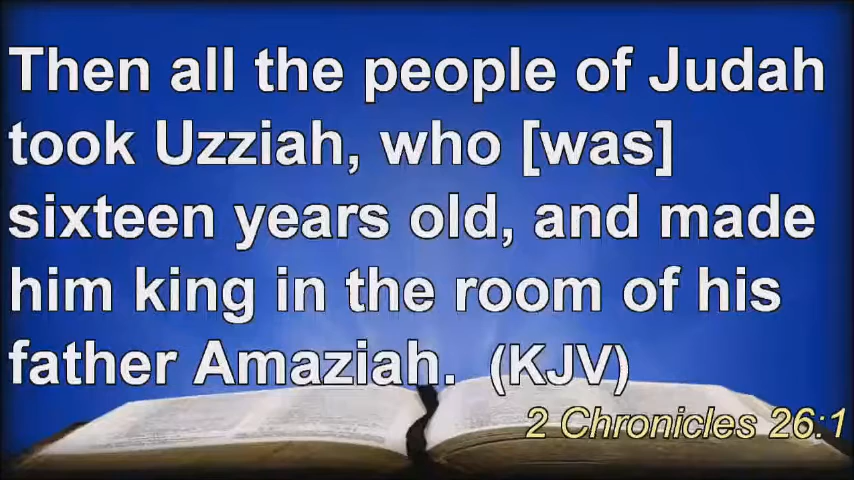 Then all the people of Judah
took Uzziah, who [was]
sixteen years old, and made
him king in the room of his
father Amaziah. (KJV)
2 Chronicles 26:1